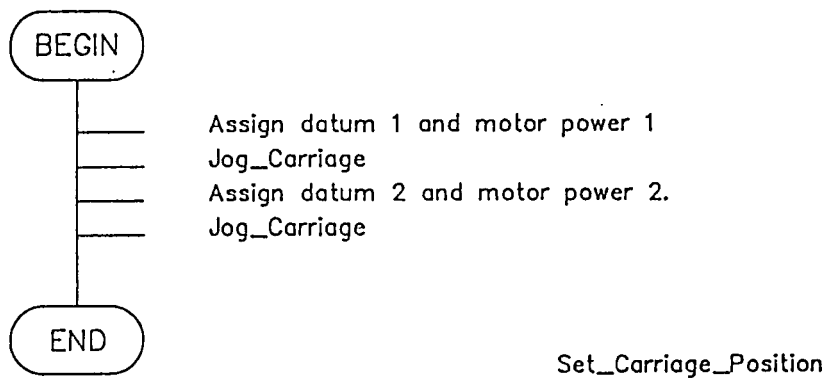 BEGIN
Assign datum 1 and motor power 1
Jog_Carriage
Assign datum 2 and motor power 2.
Jog_Carriage
END
Set_Carriage_Position